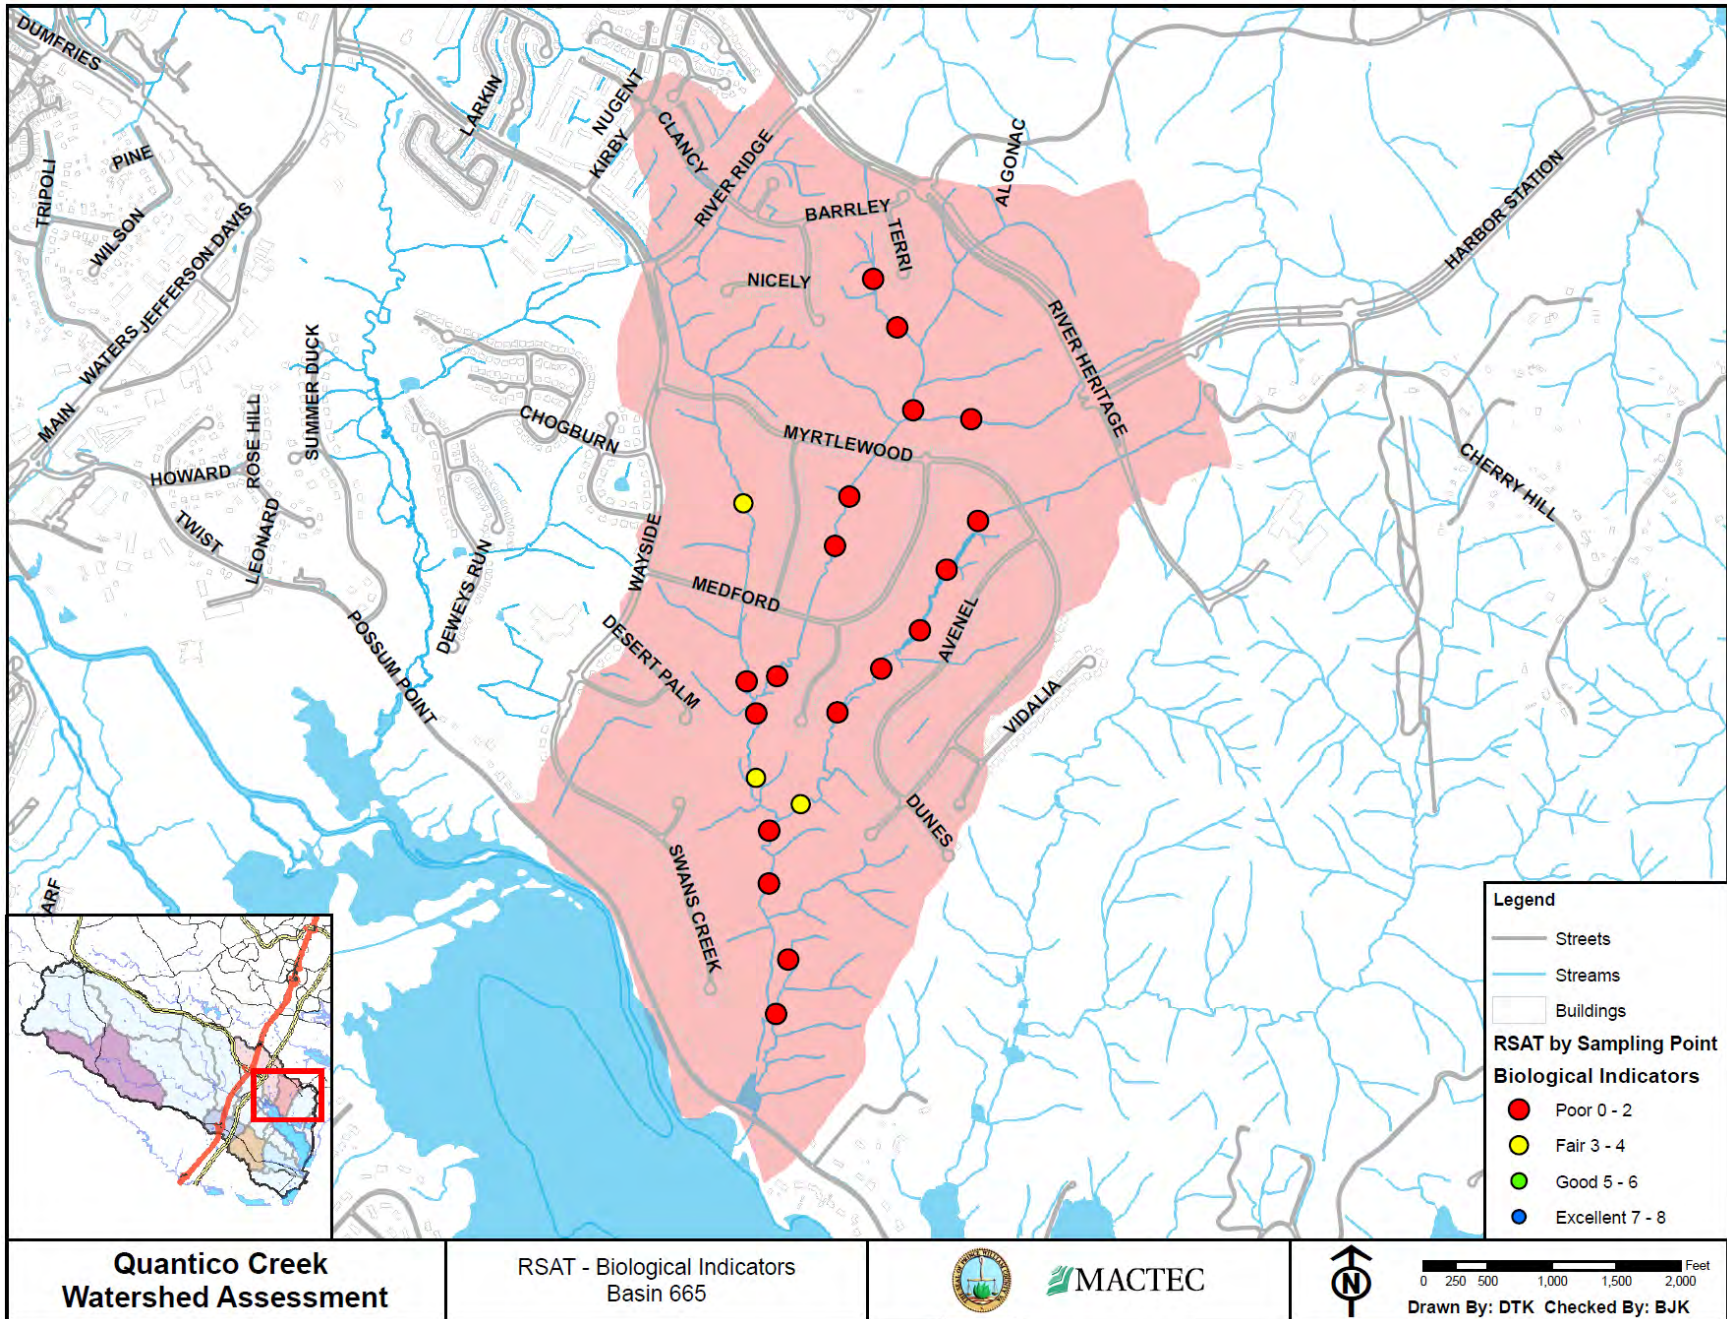 DUMFRIES
LARKIN
NUGENT
KIRBY
CLANCY
RIVER RIDGE
ALGONAC
HARBOR STATION
PINE
TRIPOLI
WILSON
JEFFERSON DAVIS
BARRLEY
TERRI
NICELY
RIVER HERITAGE
WATERS
MAIN
SUMMER DUCK
ROSE HILL
HOWARD
CHOGBURN
MYRTLEWOOD
CHERRY HILL
TWIST
LEONARD
DEWEYS RUN
WAYSIDE
MEDFORD
AVENEL
POSSUM POINT
DESERT PALM
VIDALIA
DUNES
SWANS CREEK
ARF
Legend
Streets
Streams
Buildings
RSAT by Sampling Point
Biological Indicators
Poor 0 - 2
Fair 3 - 4
Good 5 - 6
Excellent 7 - 8
Quantico Creek
Watershed Assessment
RSAT - Biological Indicators
Basin 665
MACTEC
N
Feet
0 250 500 1,000 1,500 2,000
Drawn By: DTK Checked By: BJK